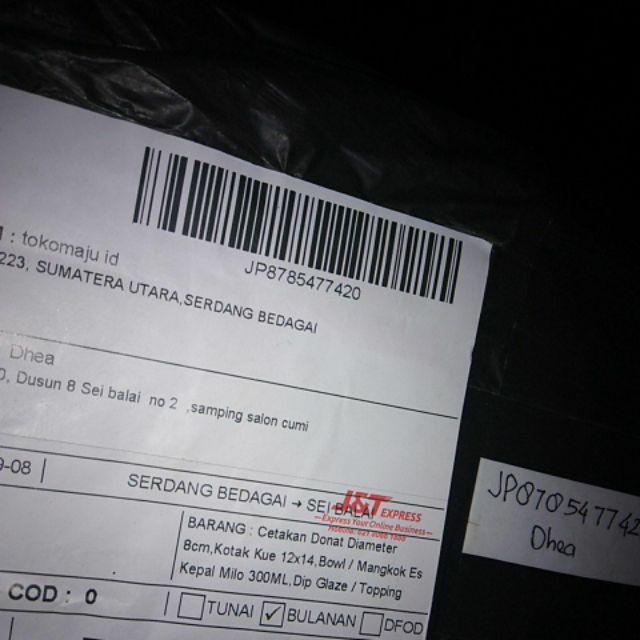 JP8785477420
: tokomaju id
223, SUMATERA UTARA,SERDANG BEDAGAI
Dhea
0, Dusun 8 Sei balai no 2 ,samping salon cumi
9-08
SERDANG BEDAGAI → SEI BALAI
J&T EXPRESS
Express Your Online Business
BARANG : Cetakan Donat Diameter
8cm,Kotak Kue 12x14,Bowl / Mangkok Es
Kepal Milo 300ML,Dip Glaze / Topping
COD : 0
TUNAI BULANAN DFOD
Dhea